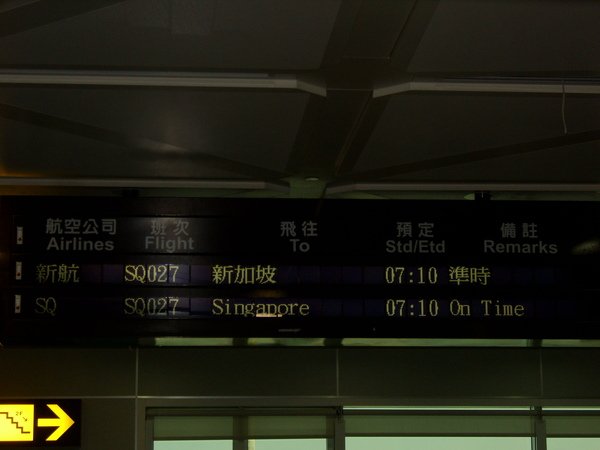 航空公司 班次 飛往 預定 備註
Airlines Flight To Std/Etd Remarks
新航 SQ027 新加坡 07:10 準時
SQ SQ027 Singapore 07:10 On Time
2F